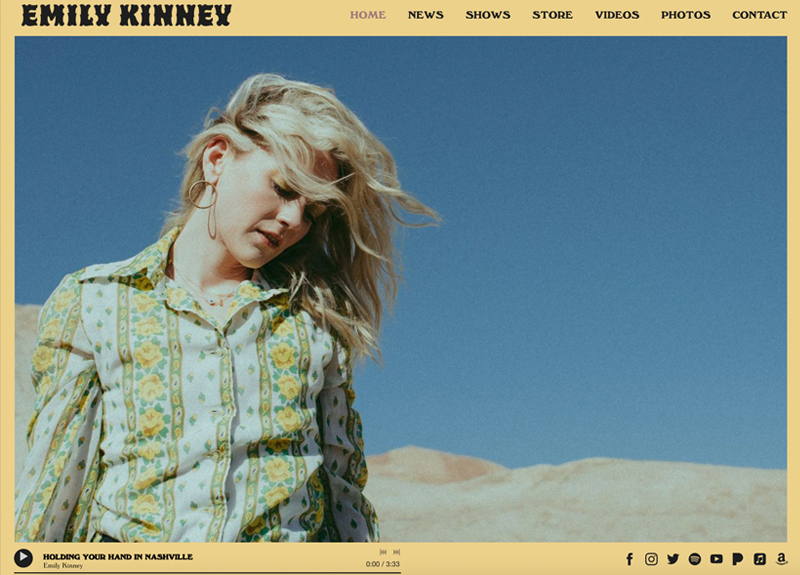 EMILY KINNEY
HOME NEWS SHOWS STORE VIDEOS PHOTOS CONTACT
HOLDING YOUR HAND IN NASHVILLE
Emily Kinney
0:00 / 3:33